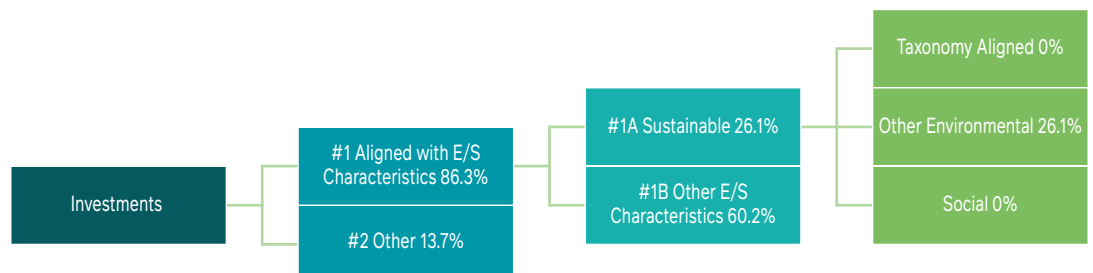 Investments
#1 Aligned with E/S
Characteristics 86.3%
#2 Other 13.7%
#1A Sustainable 26.1%
#1B Other E/S
Characteristics 60.2%
Taxonomy Aligned 0%
Other Environmental 26.1%
Social 0%